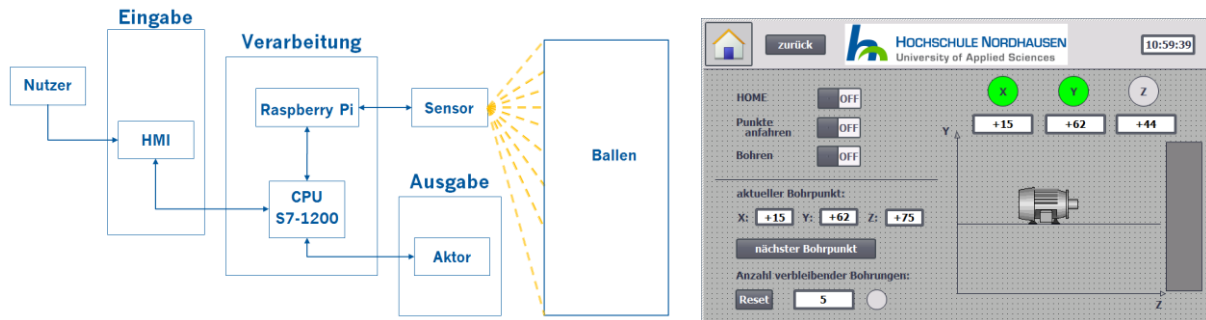 Eingabe
Verarbeitung
Nutzer
HMI
Raspberry Pi
Sensor
CPU
S7-1200
Ausgabe
Aktor
Ballen
zurück
HOCHSCHULE NORDHAUSEN
University of Applied Sciences
10:59:39
HOME
OFF
Punkte
anfahren
OFF
Bohren
OFF
X Y Z
+15 +62 +44
Y
aktueller Bohrpunkt:
X: +15 Y: +62 Z: +75
nächster Bohrpunkt
Anzahl verbleibender Bohrungen:
Reset 5
Z